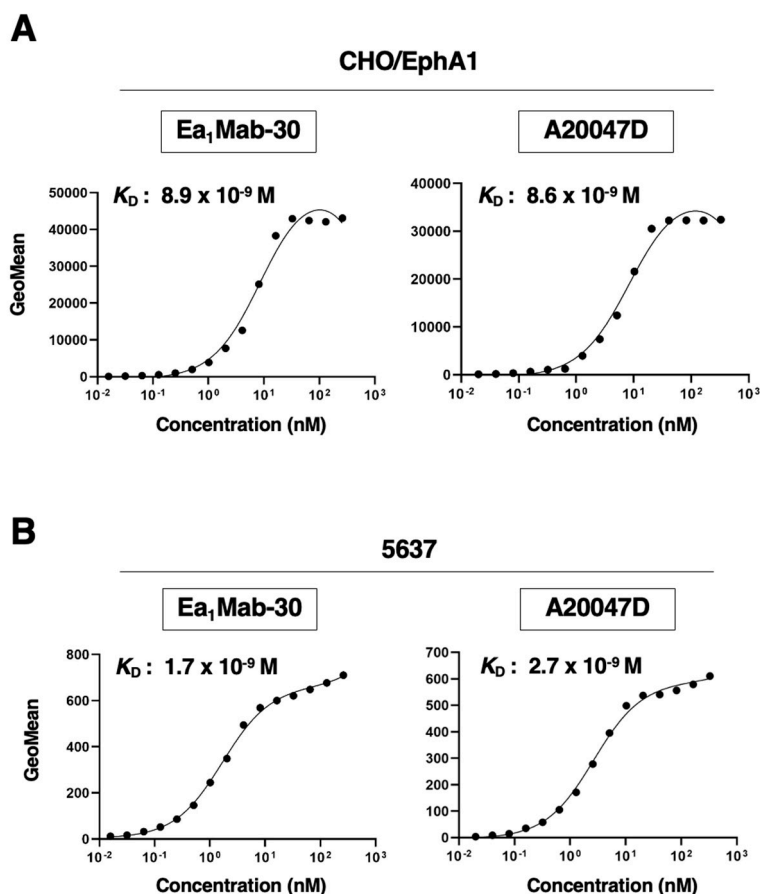 A
CHO/EphA1
Ea₁Mab-30
A20047D
K_D : 8.9 x 10⁻⁹ M
GeoMean
50000
40000
30000
20000
10000
0
10⁻²
10⁻¹
10⁰
10¹
10²
10³
Concentration (nM)
K_D : 8.6 x 10⁻⁹ M
40000
30000
20000
10000
0
10⁻²
10⁻¹
10⁰
10¹
10²
10³
Concentration (nM)
B
5637
Ea₁Mab-30
A20047D
K_D : 1.7 x 10⁻⁹ M
GeoMean
800
600
400
200
0
10⁻²
10⁻¹
10⁰
10¹
10²
10³
Concentration (nM)
K_D : 2.7 x 10⁻⁹ M
700
600
500
400
300
200
100
0
10⁻²
10⁻¹
10⁰
10¹
10²
10³
Concentration (nM)